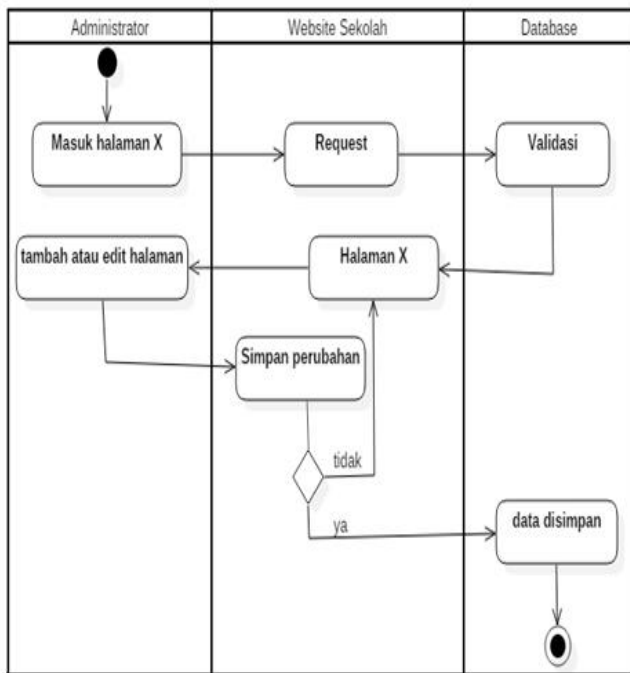 Administrator
Website Sekolah
Database
Masuk halaman X
Request
Validasi
tambah atau edit halaman
Halaman X
Simpan perubahan
tidak
ya
data disimpan